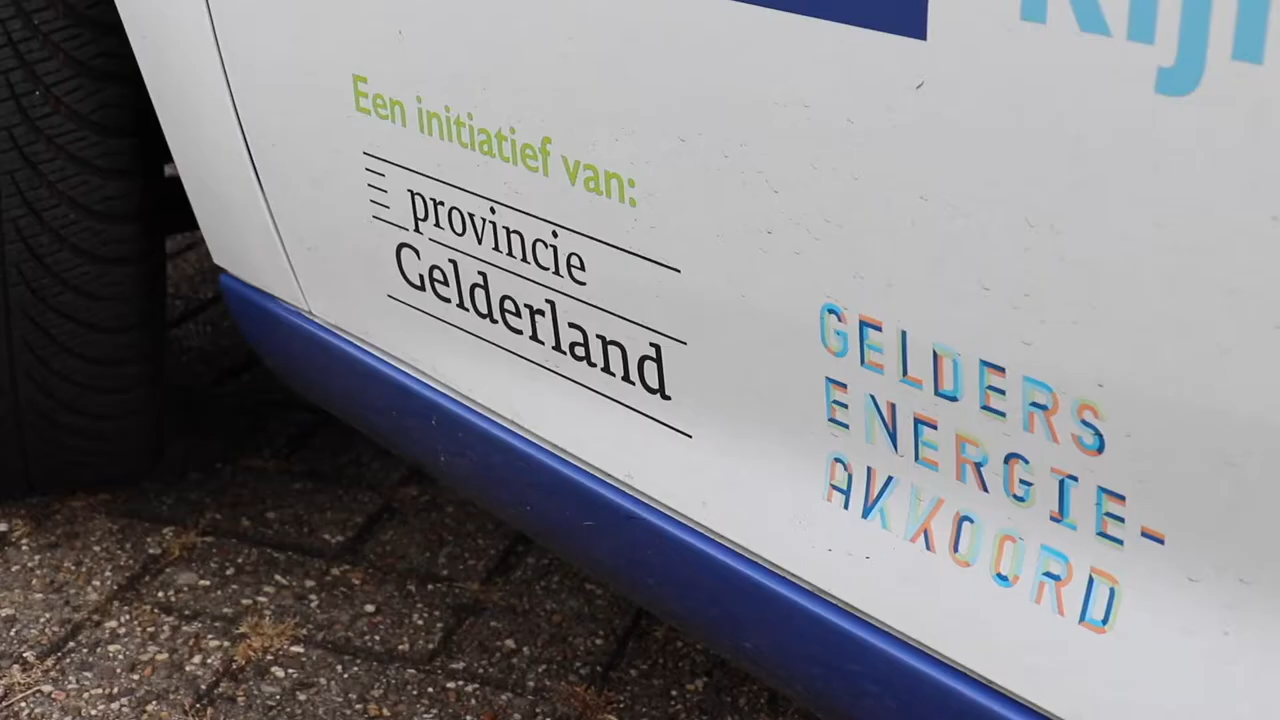 Een initiatief van:
provincie
Gelderland
GELDERS
ENERGIE-
AKKOORD